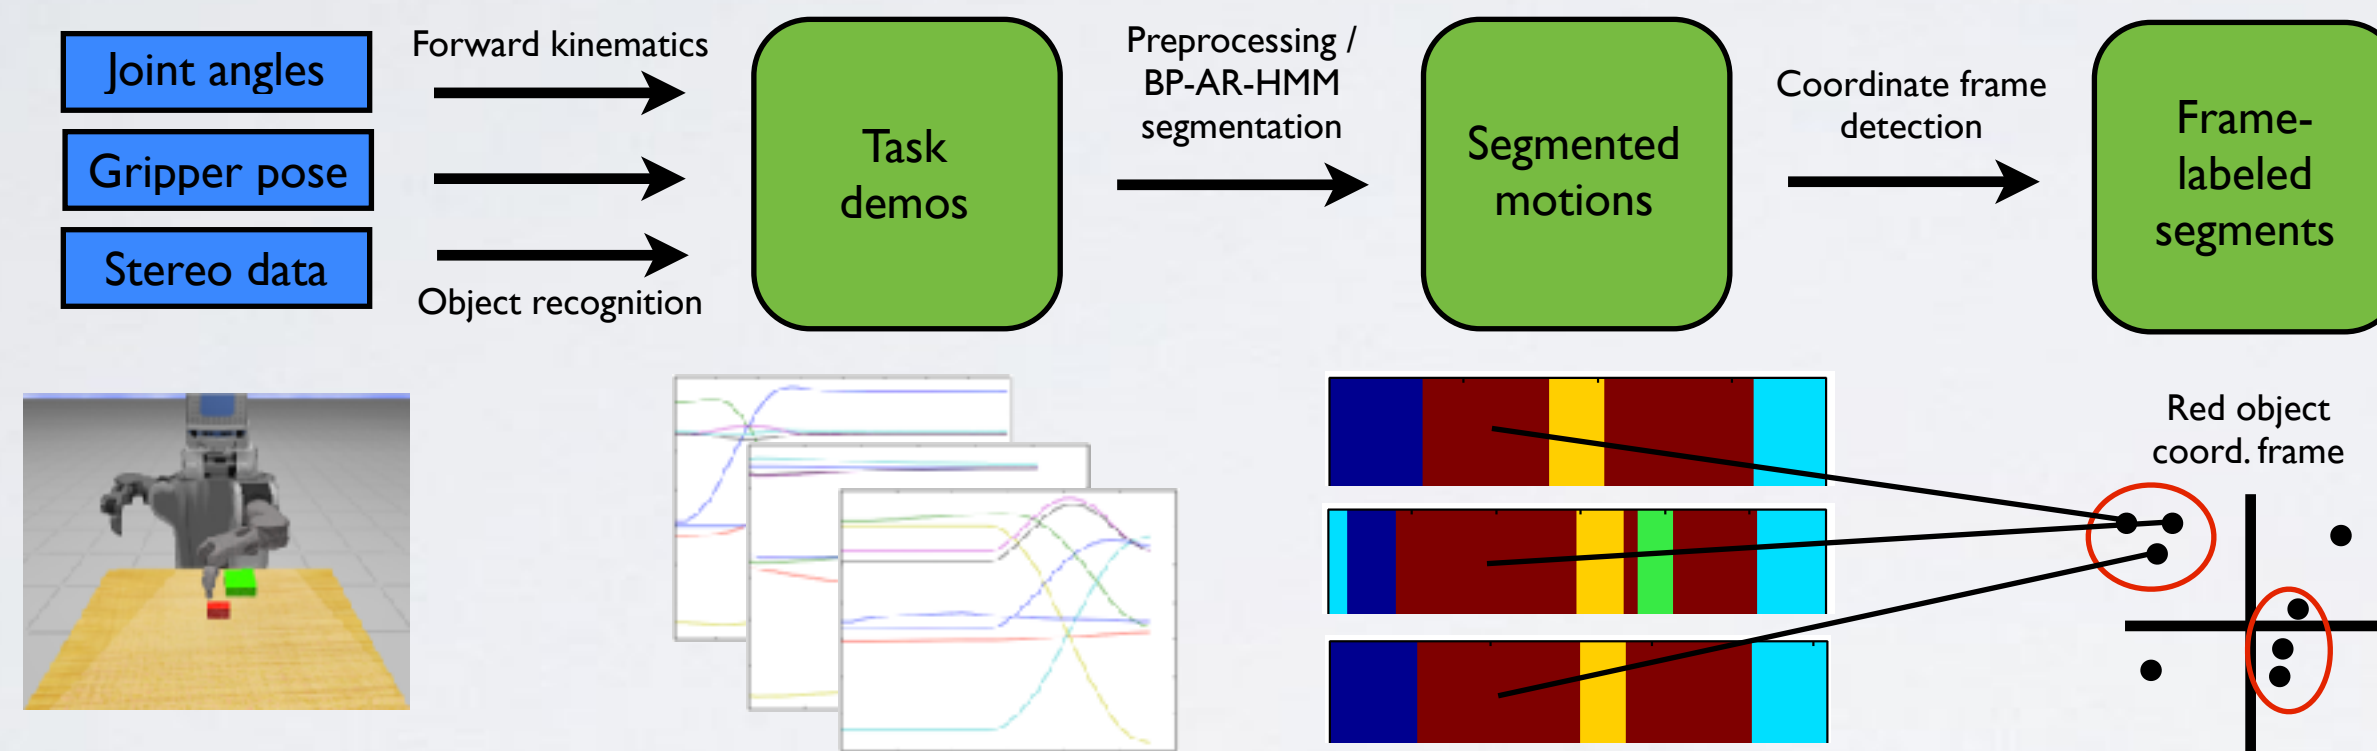 Joint angles
Gripper pose
Stereo data
Forward kinematics
Object recognition
Task
demos
Preprocessing /
BP-AR-HMM
segmentation
Segmented
motions
Coordinate frame
detection
Frame-
labeled
segments
Red object
coord. frame